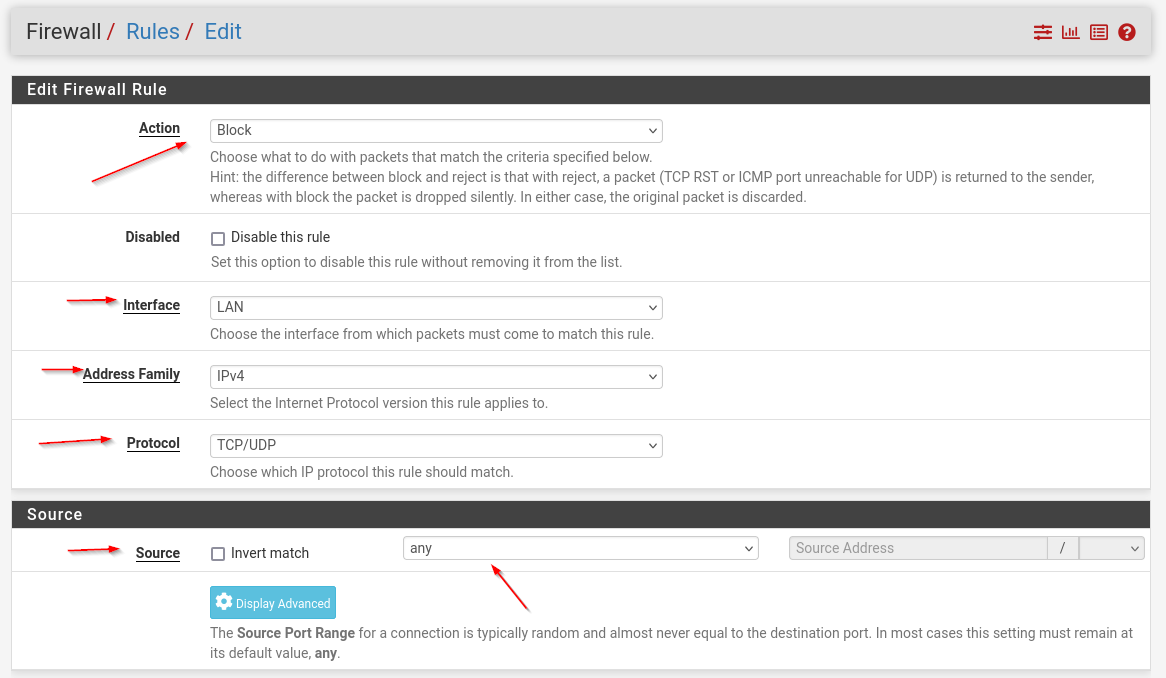 Firewall / Rules / Edit
Edit Firewall Rule
Action
Block
Choose what to do with packets that match the criteria specified below.
Hint: the difference between block and reject is that with reject, a packet (TCP RST or ICMP port unreachable for UDP) is returned to the sender,
whereas with block the packet is dropped silently. In either case, the original packet is discarded.
Disabled
Disable this rule
Set this option to disable this rule without removing it from the list.
Interface
LAN
Choose the interface from which packets must come to match this rule.
Address Family
IPv4
Select the Internet Protocol version this rule applies to.
Protocol
TCP/UDP
Choose which IP protocol this rule should match.
Source
Source
Invert match
any
Source Address
/
Display Advanced
The Source Port Range for a connection is typically random and almost never equal to the destination port. In most cases this setting must remain at
its default value, any.